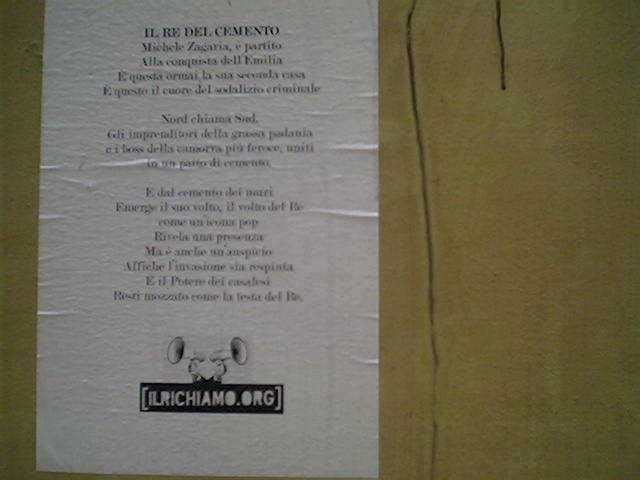 IL RE DEL CEMENTO
Michele Zagaria, è partito
Alla conquista dell'Emilia
È questa ormai la sua seconda casa
È questo il cuore del sodalizio criminale
Nord chiama Sud.
Gli imprenditori della grassa padania
e i boss della camorra più feroce, uniti
in un patto di cemento.
E dal cemento dei muri
Emerge il suo volto, il volto del Re
come un'icona pop
Rivela una presenza
Ma è anche un auspicio
Affiche l'invasione sia respinta
E il Potere dei casalesi
Resti mozzato come la testa del Re.
[ILRICHIAMO.ORG]